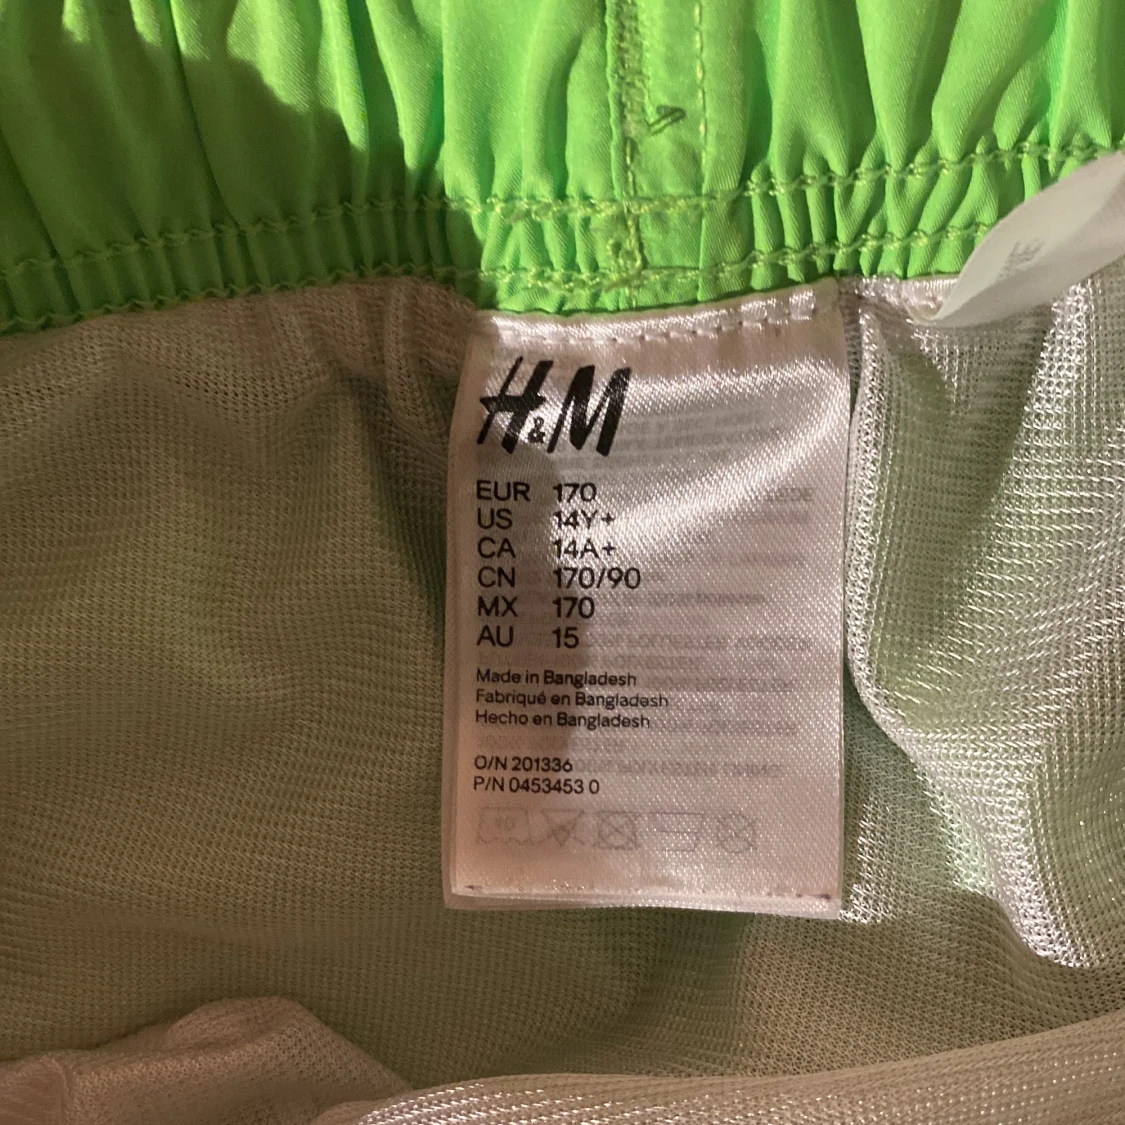 H&M
EUR 170
US 14Y+
CA 14A+
CN 170/90
MX 170
AU 15
Made in Bangladesh
Fabriqué en Bangladesh
Hecho en Bangladesh
O/N 201336
P/N 0453453 0